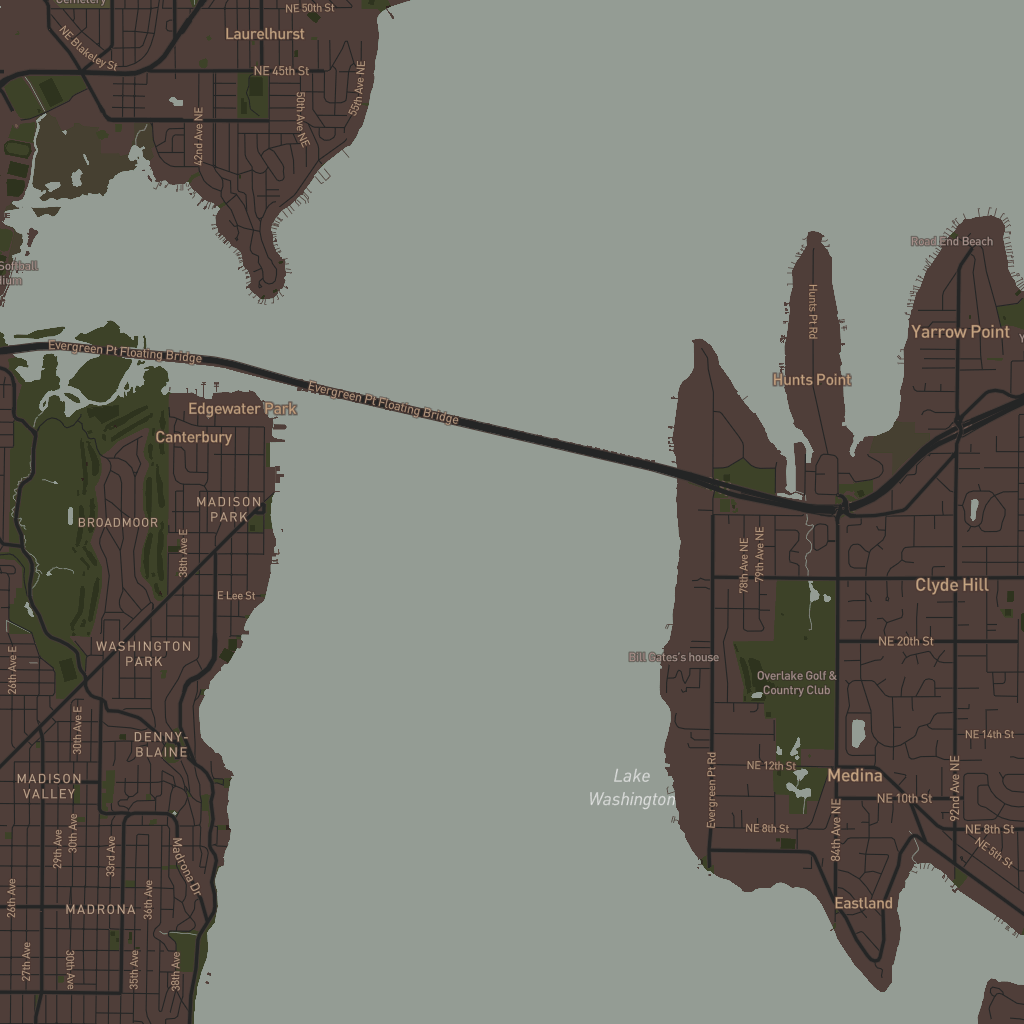 Cemetery
NE 50th St
Laurelhurst
NE Blakeley St
NE 45th St
55th Ave NE
50th Ave NE
42nd Ave NE
Softball
Road End Beach
Hunts Pt Rd
Yarrow Point
Evergreen Pt Floating Bridge
Hunts Point
Evergreen Pt Floating Bridge
Edgewater Park
Canterbury
MADISON
PARK
BROADMOOR
38th Ave E
78th Ave NE
79th Ave NE
Clyde Hill
E Lee St
NE 20th St
WASHINGTON
PARK
26th Ave E
Bill Gates's house
Overlake Golf &
Country Club
30th Ave E
DENNY-
BLAINE
NE 14th St
MADISON
VALLEY
Lake
Washington
NE 12th St
Medina
Evergreen Pt Rd
92nd Ave NE
NE 10th St
84th Ave NE
NE 8th St
NE 8th St
NE 5th St
29th Ave
30th Ave
33rd Ave
Madrona Dr
26th Ave
36th Ave
MADRONA
Eastland
27th Ave
30th Ave
35th Ave
38th Ave